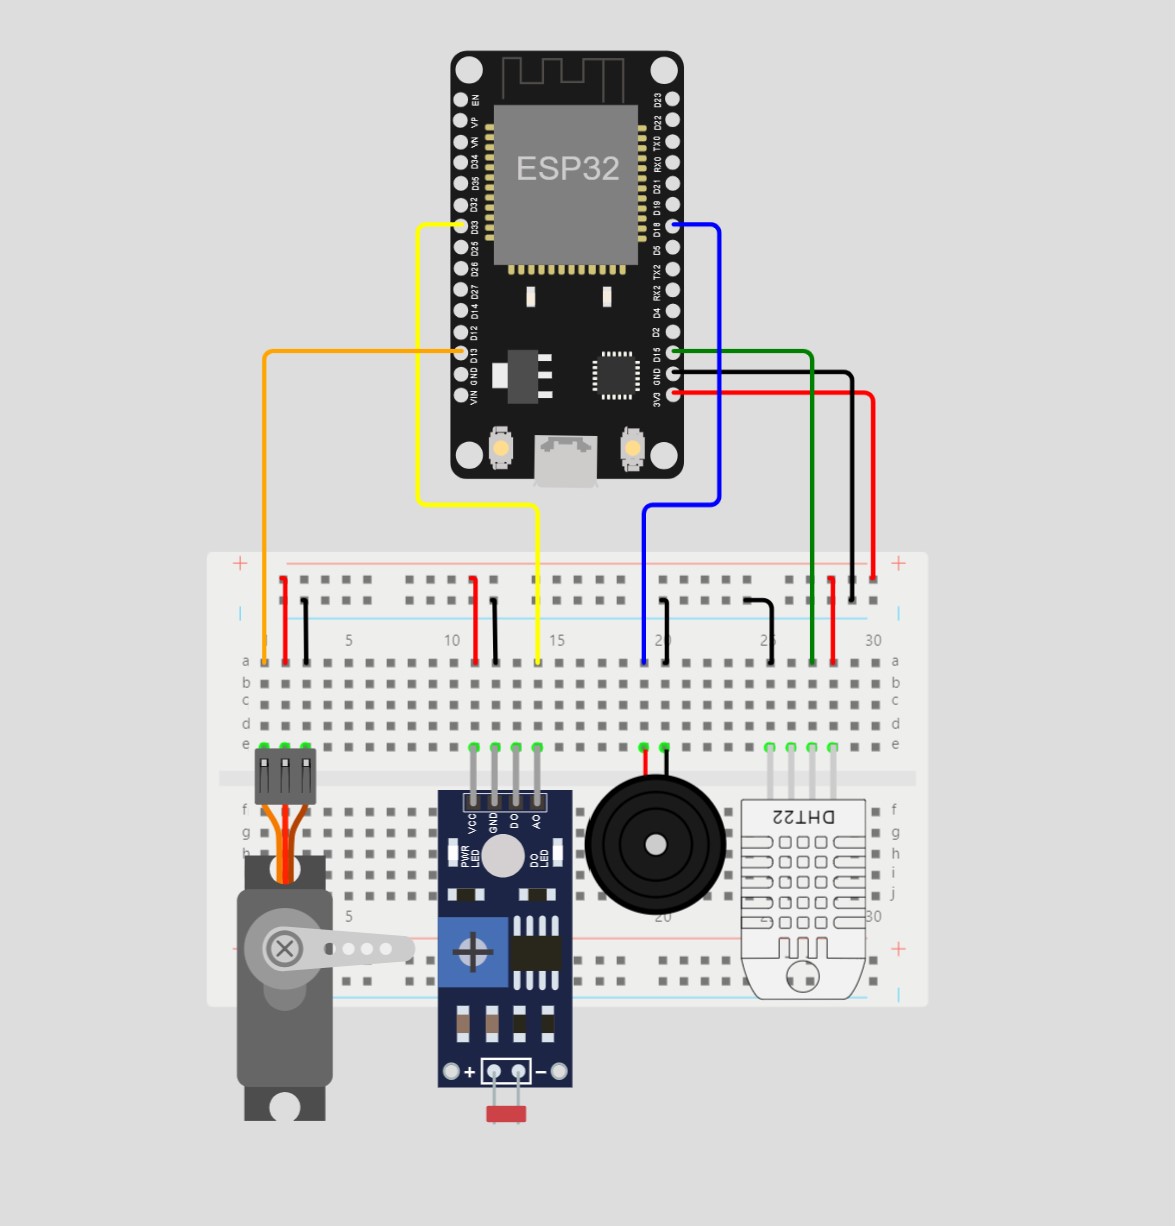 EN
VP
VN
D34
D35
D32
D33
D25
D26
D27
D14
D12
D13
GND
VIN
ESP32
D23
D22
TX0
RX0
D21
D19
D18
D5
TX2
RX2
D4
D2
D15
GND
3V3
+ +
5 10 15 20 25 30
a a
b b
c c
d d
e e
f f
g g
h h
i
j
5 20 25 30
+ +
VCC
GND
DO
AO
PWR
LED
DO
LED
+ −
DHT22